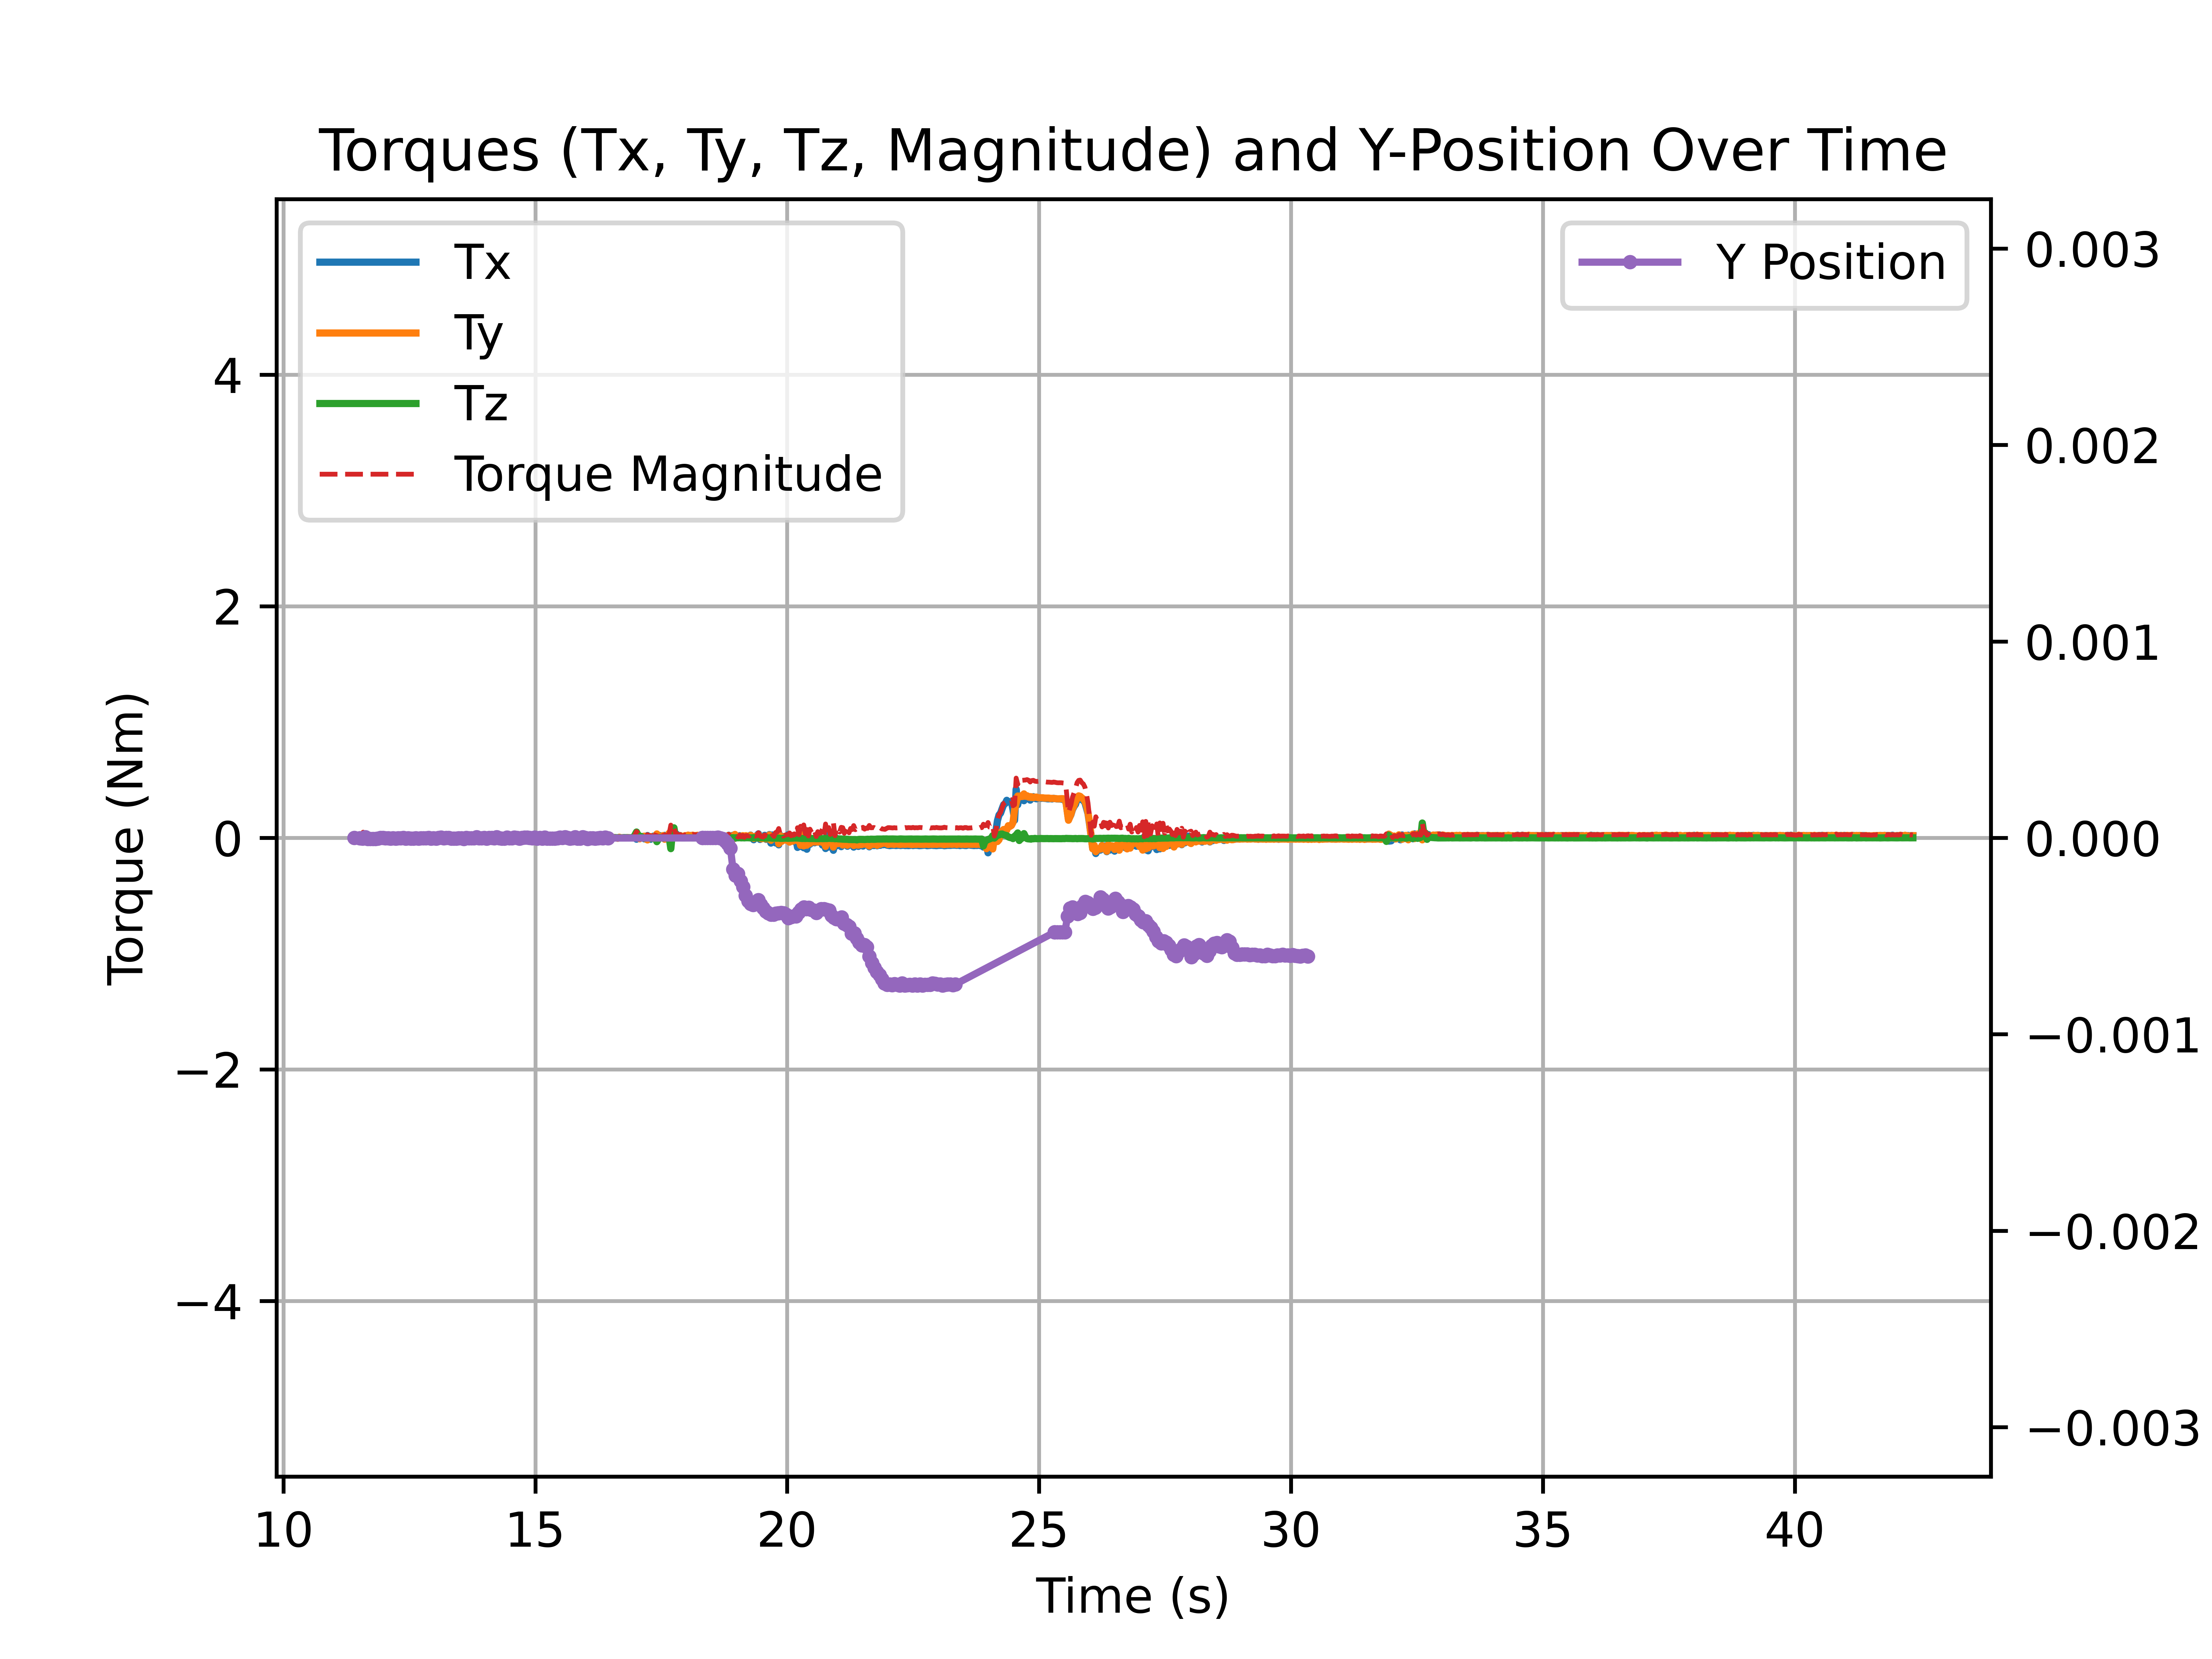 Torques (Tx, Ty, Tz, Magnitude) and Y-Position Over Time
Tx
Ty
Tz
Torque Magnitude
Y Position
Torque (Nm)
4
2
0
−2
−4
0.003
0.002
0.001
0.000
−0.001
−0.002
−0.003
10 15 20 25 30 35 40
Time (s)